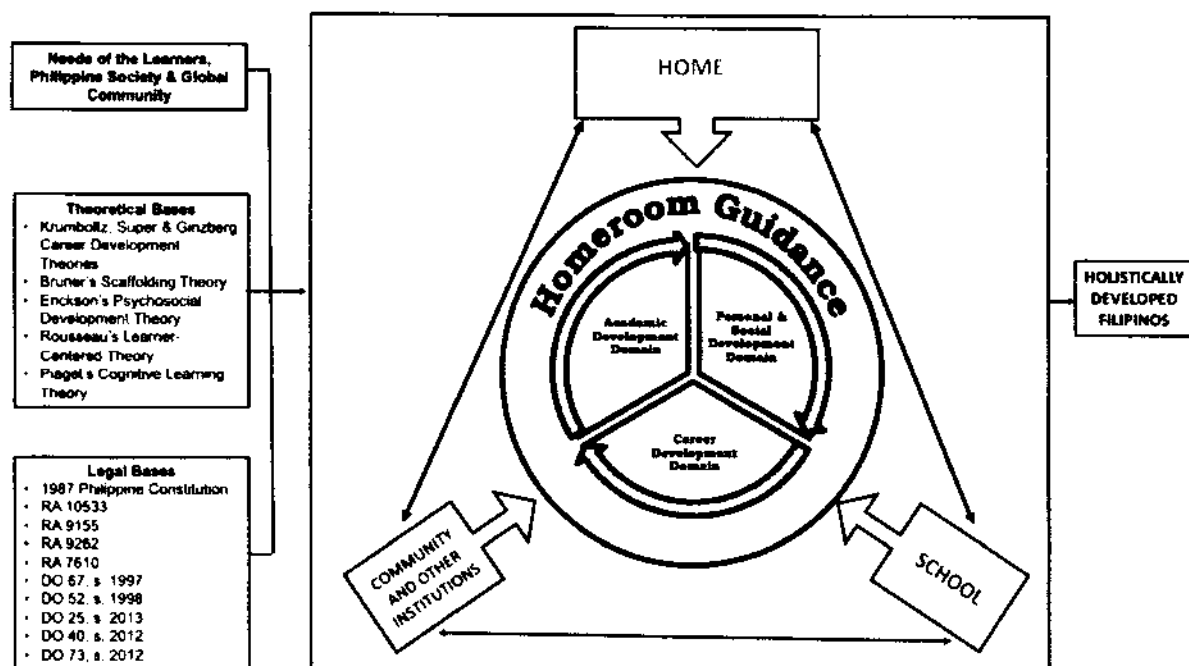 Needs of the Learners,
Philippine Society & Global
Community
Theoretical Bases
• Krumboltz, Super & Ginzberg
Career Development
Theories
• Bruner's Scaffolding Theory
• Erickson's Psychosocial
Development Theory
• Rousseau's Learner-
Centered Theory
• Piaget's Cognitive Learning
Theory
Legal Bases
• 1987 Philippine Constitution
• RA 10533
• RA 9155
• RA 9262
• RA 7610
• DO 67, s. 1997
• DO 52, s. 1998
• DO 25, s. 2013
• DO 40, s. 2012
• DO 73, s. 2012
HOME
Homeroom Guidance
Academic
Development
Domain
Personal &
Social
Development
Domain
Career
Development
Domain
COMMUNITY
AND OTHER
INSTITUTIONS
SCHOOL
HOLISTICALLY
DEVELOPED
FILIPINOS